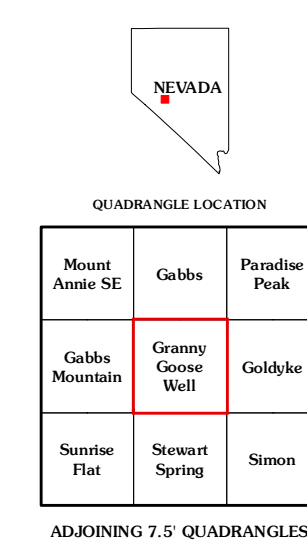 NEVADA
QUADRANGLE LOCATION
Mount
Annie SE
Gabbs
Paradise
Peak
Gabbs
Mountain
Granny
Goose
Well
Goldyke
Sunrise
Flat
Stewart
Spring
Simon
ADJOINING 7.5' QUADRANGLES